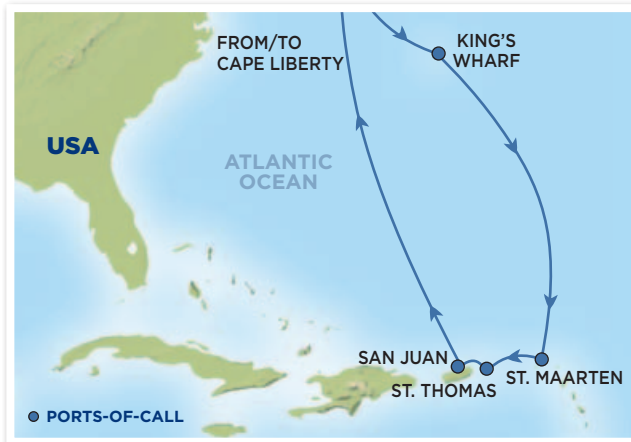 FROM/TO
CAPE LIBERTY
KING'S
WHARF
USA
ATLANTIC
OCEAN
SAN JUAN
ST. THOMAS
ST. MAARTEN
PORTS-OF-CALL